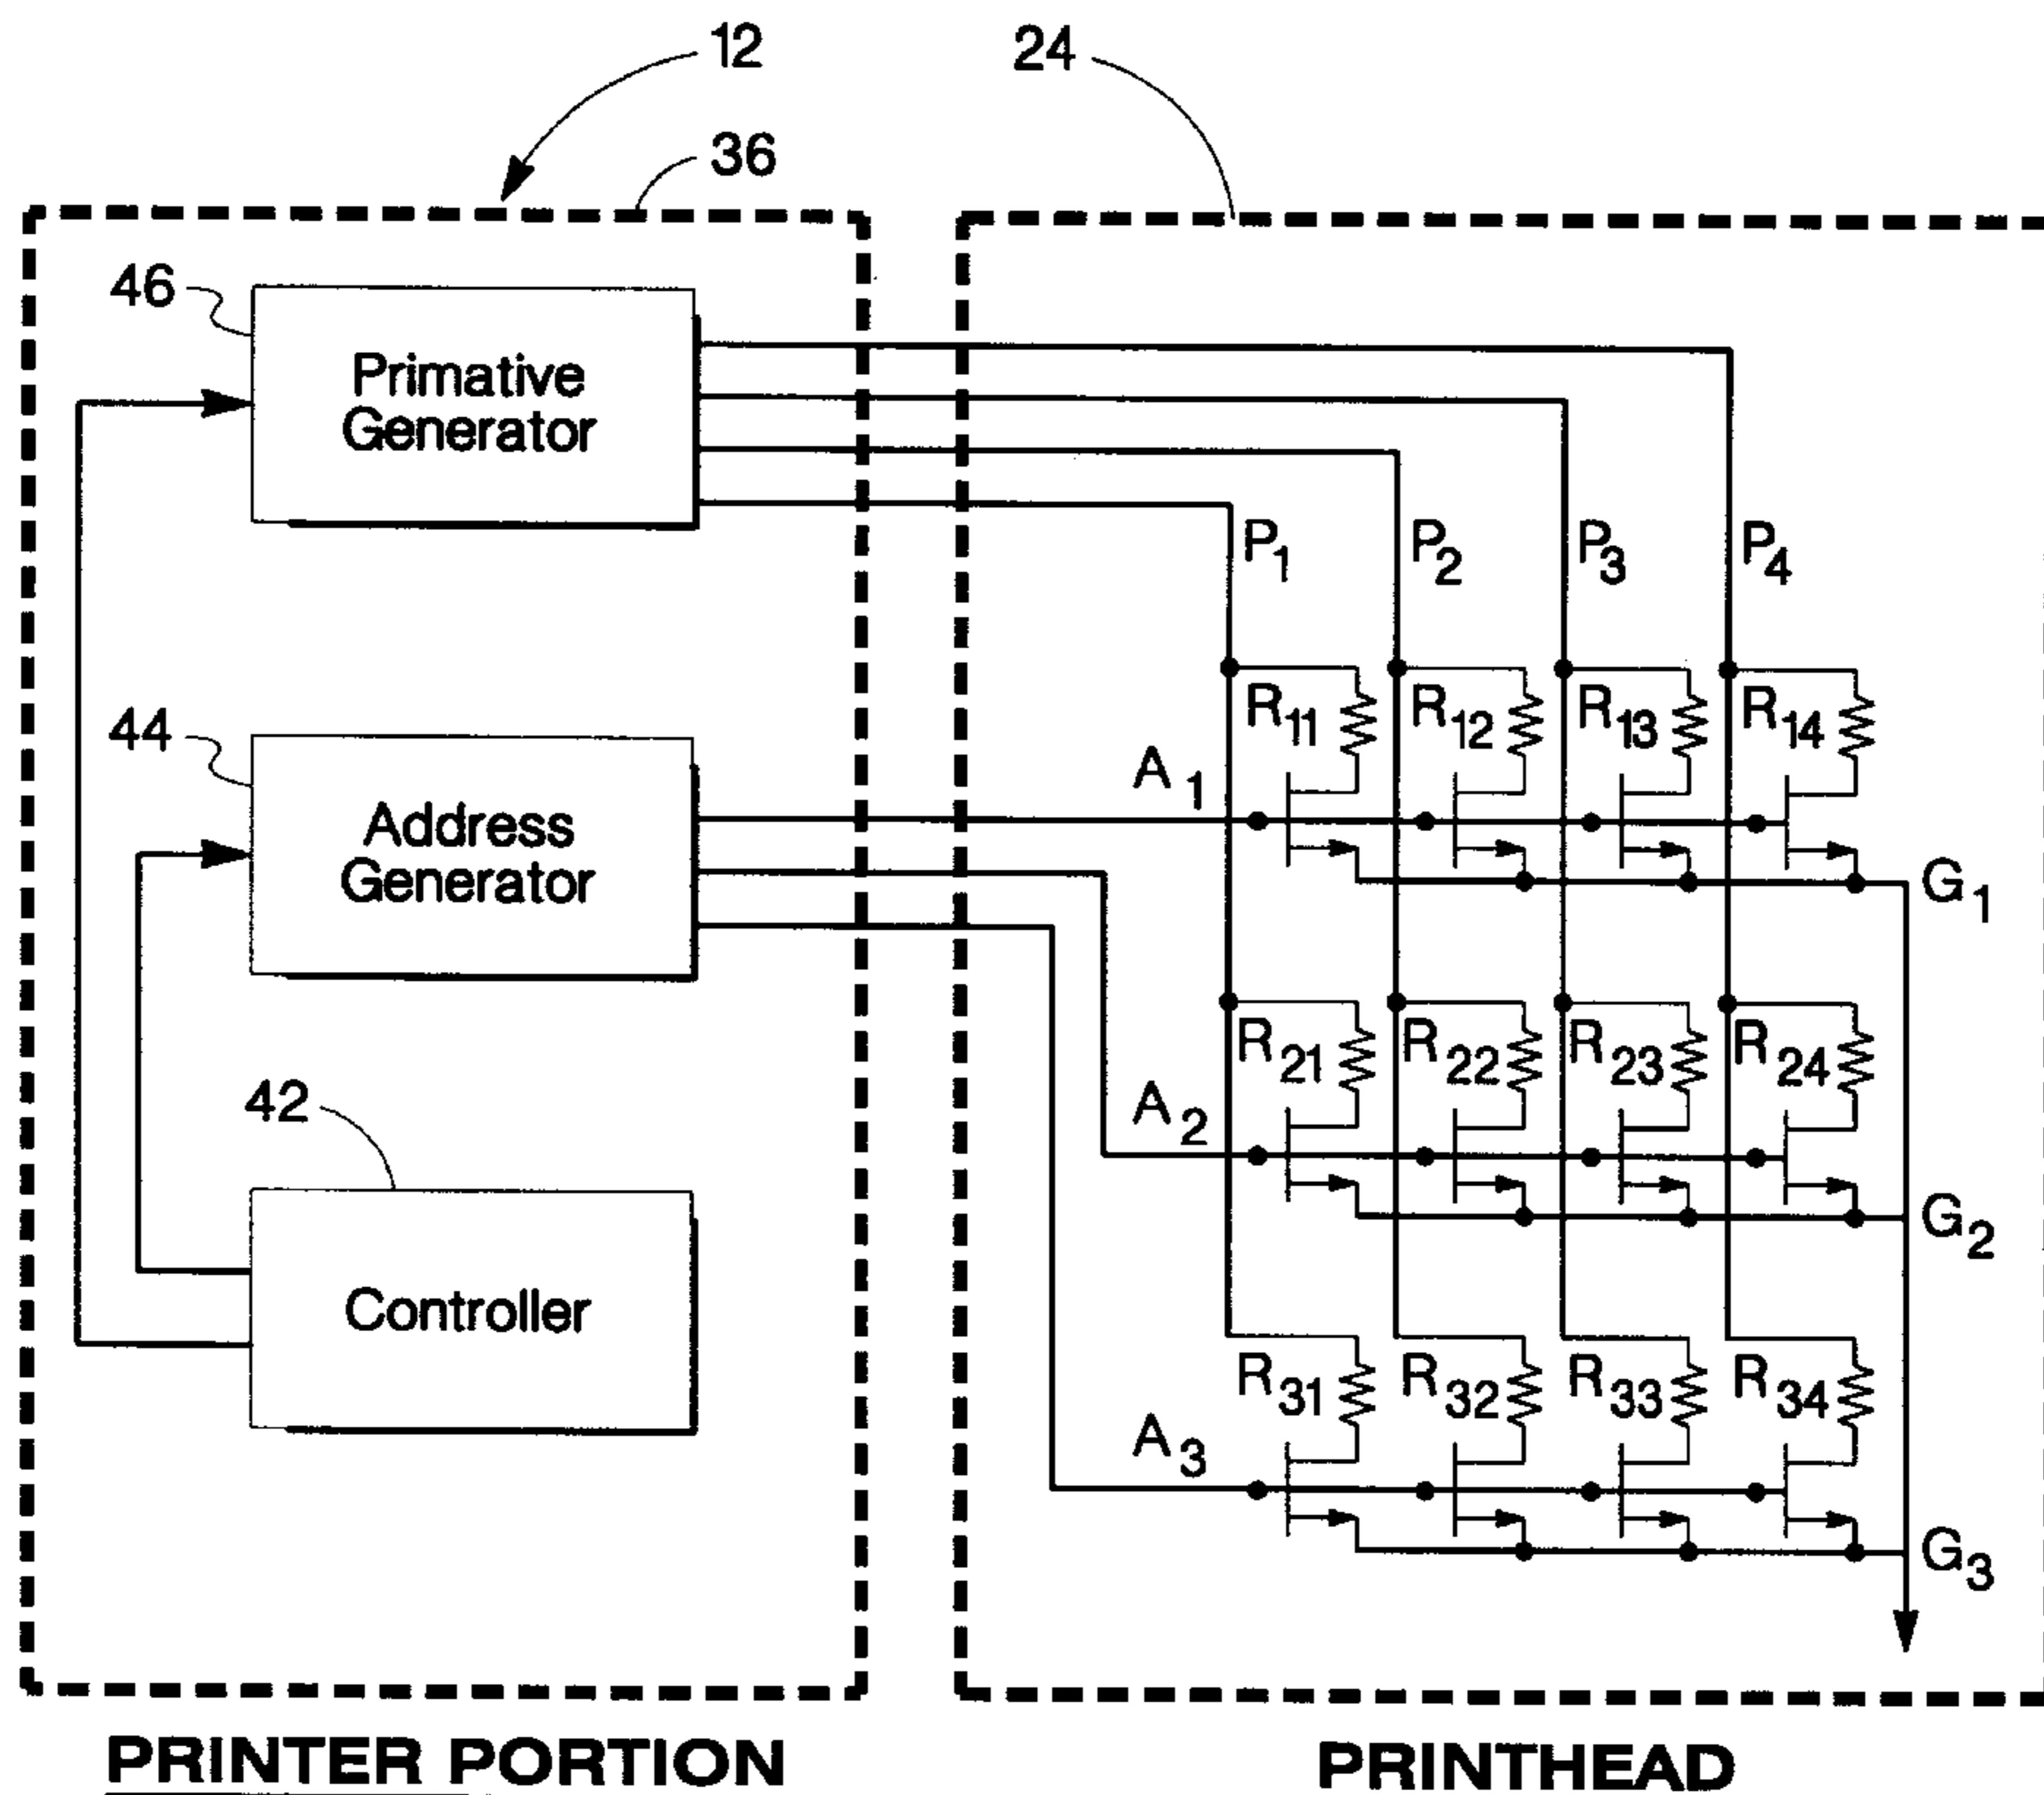 12
24
36
46
Primative
Generator
P1
P2
P3
P4
44
Address
Generator
A1
R11
R12
R13
R14
G1
42
A2
R21
R22
R23
R24
G2
Controller
A3
R31
R32
R33
R34
G3
PRINTER PORTION
PRINTHEAD